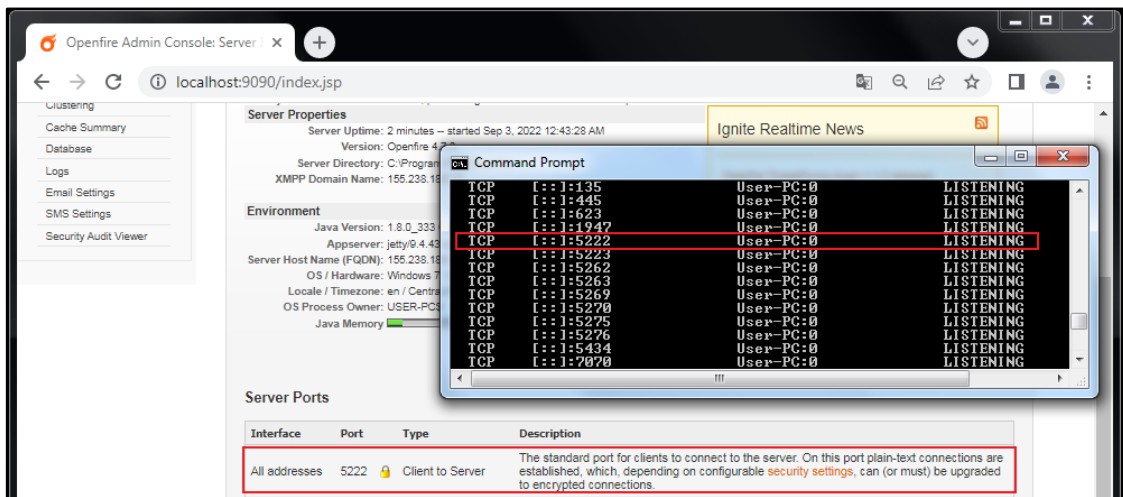 Openfire Admin Console: Server
localhost:9090/index.jsp
Clustering
Cache Summary
Database
Logs
Email Settings
SMS Settings
Security Audit Viewer
Server Properties
Server Uptime: 2 minutes -- started Sep 3, 2022 12:43:28 AM
Version: Openfire
Server Directory: C:\Program
XMPP Domain Name: 155.238.18
Environment
Java Version: 1.8.0_333
Appserver: jetty/9.4.43
Server Host Name (FQDN): 155.238.18
OS / Hardware: Windows 7
Locale / Timezone: en / Centra
OS Process Owner: USER-PC$
Java Memory
Ignite Realtime News
Command Prompt
TCP [::]:135 User-PC:0 LISTENING
TCP [::]:445 User-PC:0 LISTENING
TCP [::]:623 User-PC:0 LISTENING
TCP [::]:1947 User-PC:0 LISTENING
TCP [::]:5222 User-PC:0 LISTENING
TCP [::]:5223 User-PC:0 LISTENING
TCP [::]:5262 User-PC:0 LISTENING
TCP [::]:5263 User-PC:0 LISTENING
TCP [::]:5269 User-PC:0 LISTENING
TCP [::]:5270 User-PC:0 LISTENING
TCP [::]:5275 User-PC:0 LISTENING
TCP [::]:5276 User-PC:0 LISTENING
TCP [::]:5434 User-PC:0 LISTENING
TCP [::]:7070 User-PC:0 LISTENING
Server Ports
Interface Port Type Description
All addresses 5222 Client to Server
The standard port for clients to connect to the server. On this port plain-text connections are
established, which, depending on configurable security settings, can (or must) be upgraded
to encrypted connections.